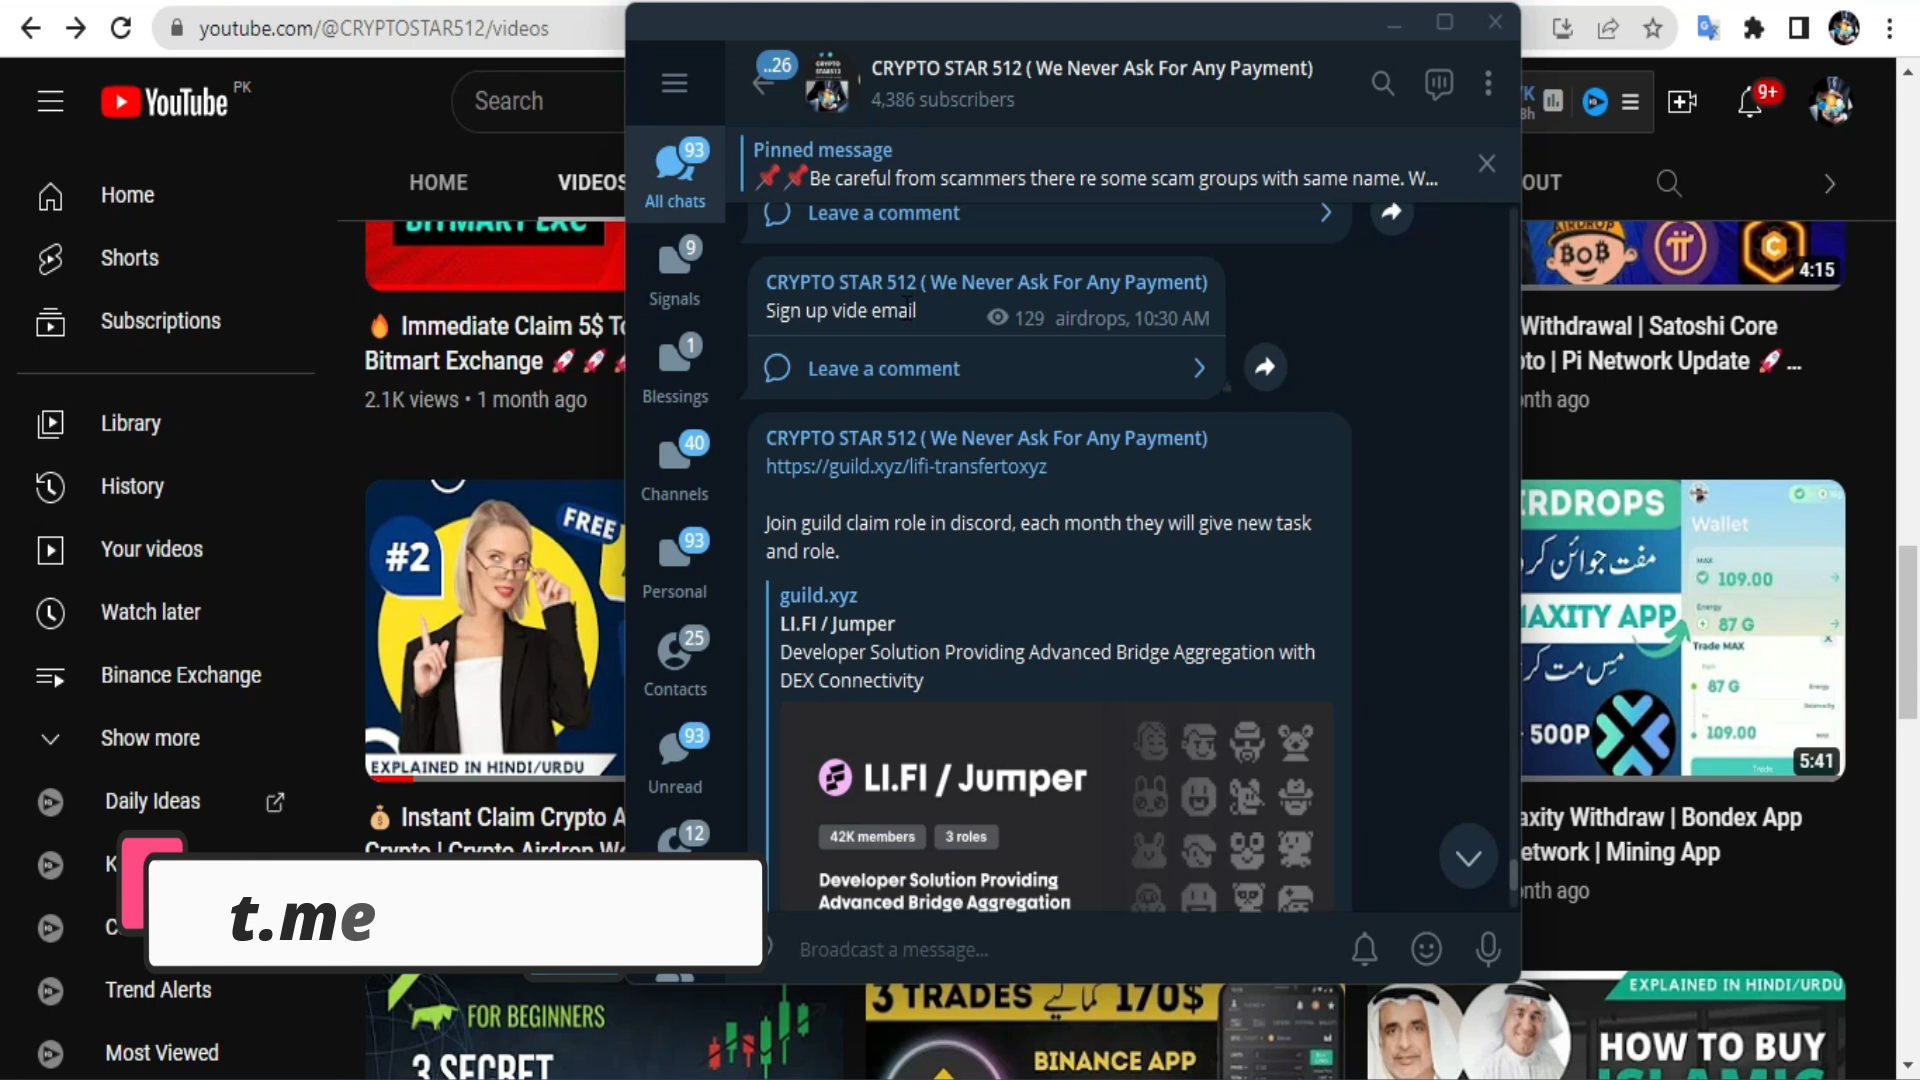 youtube.com/@CRYPTOSTAR512/videos
YouTube PK
Search
9+
Home
Shorts
Subscriptions
Library
History
Your videos
Watch later
Binance Exchange
Show more
Daily Ideas
Trend Alerts
Most Viewed
HOME
VIDEOS
OUT
BITMART EXC
Immediate Claim 5$ T
Bitmart Exchange
2.1K views • 1 month ago
#2
FREE
EXPLAINED IN HINDI/URDU
Instant Claim Crypto A
FOR BEGINNERS
3 SECRET
..26
CRYPTO STAR 512 ( We Never Ask For Any Payment)
4,386 subscribers
Pinned message
Be careful from scammers there re some scam groups with same name. W...
93
All chats
9
Signals
1
Blessings
40
Channels
93
Personal
25
Contacts
93
Unread
12
Leave a comment
CRYPTO STAR 512 ( We Never Ask For Any Payment)
Sign up vide email
129 airdrops, 10:30 AM
Leave a comment
CRYPTO STAR 512 ( We Never Ask For Any Payment)
https://guild.xyz/lifi-transfertoxyz
Join guild claim role in discord, each month they will give new task
and role.
guild.xyz
LI.FI / Jumper
Developer Solution Providing Advanced Bridge Aggregation with
DEX Connectivity
LI.FI / Jumper
42K members
3 roles
Developer Solution Providing
Advanced Bridge Aggregation
Broadcast a message...
t.me
3 TRADES کمائے 170$
BINANCE APP
AIRDROP
BOB
4:15
Withdrawal | Satoshi Core
pto | Pi Network Update
nth ago
RDROPS
مفت جوائن کر
AXITY APP
مِس مت کر
500P
Wallet
MAX
109.00
Energy
87 G
Trade MAX
87 G
109.00
5:41
axity Withdraw | Bondex App
etwork | Mining App
nth ago
EXPLAINED IN HINDI/URDU
HOW TO BUY
ISLAMIC